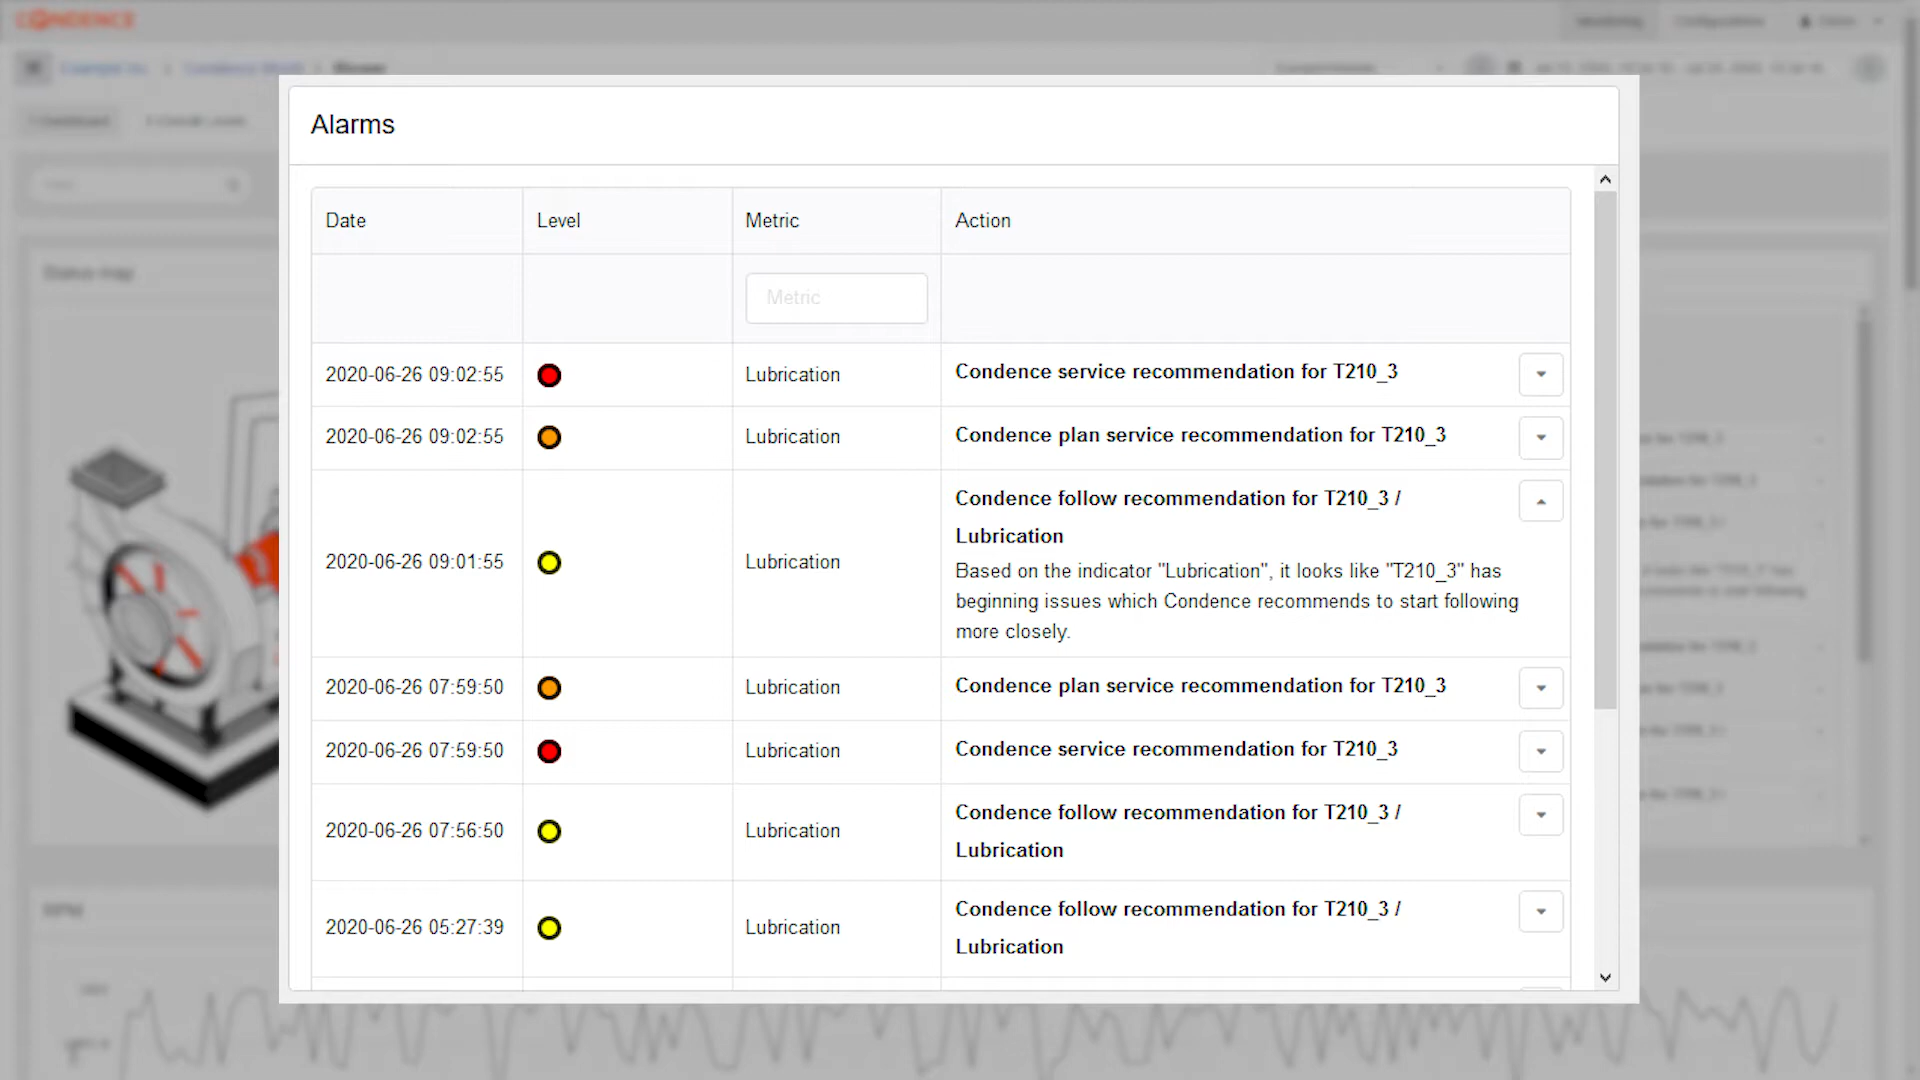 CONDENCE
Alarms
Date Level Metric Action
Metric
2020-06-26 09:02:55 Lubrication Condence service recommendation for T210_3
2020-06-26 09:02:55 Lubrication Condence plan service recommendation for T210_3
2020-06-26 09:01:55 Lubrication Condence follow recommendation for T210_3 /
Lubrication
Based on the indicator "Lubrication", it looks like "T210_3" has
beginning issues which Condence recommends to start following
more closely.
2020-06-26 07:59:50 Lubrication Condence plan service recommendation for T210_3
2020-06-26 07:59:50 Lubrication Condence service recommendation for T210_3
2020-06-26 07:56:50 Lubrication Condence follow recommendation for T210_3 /
Lubrication
2020-06-26 05:27:39 Lubrication Condence follow recommendation for T210_3 /
Lubrication
Status map
RPM